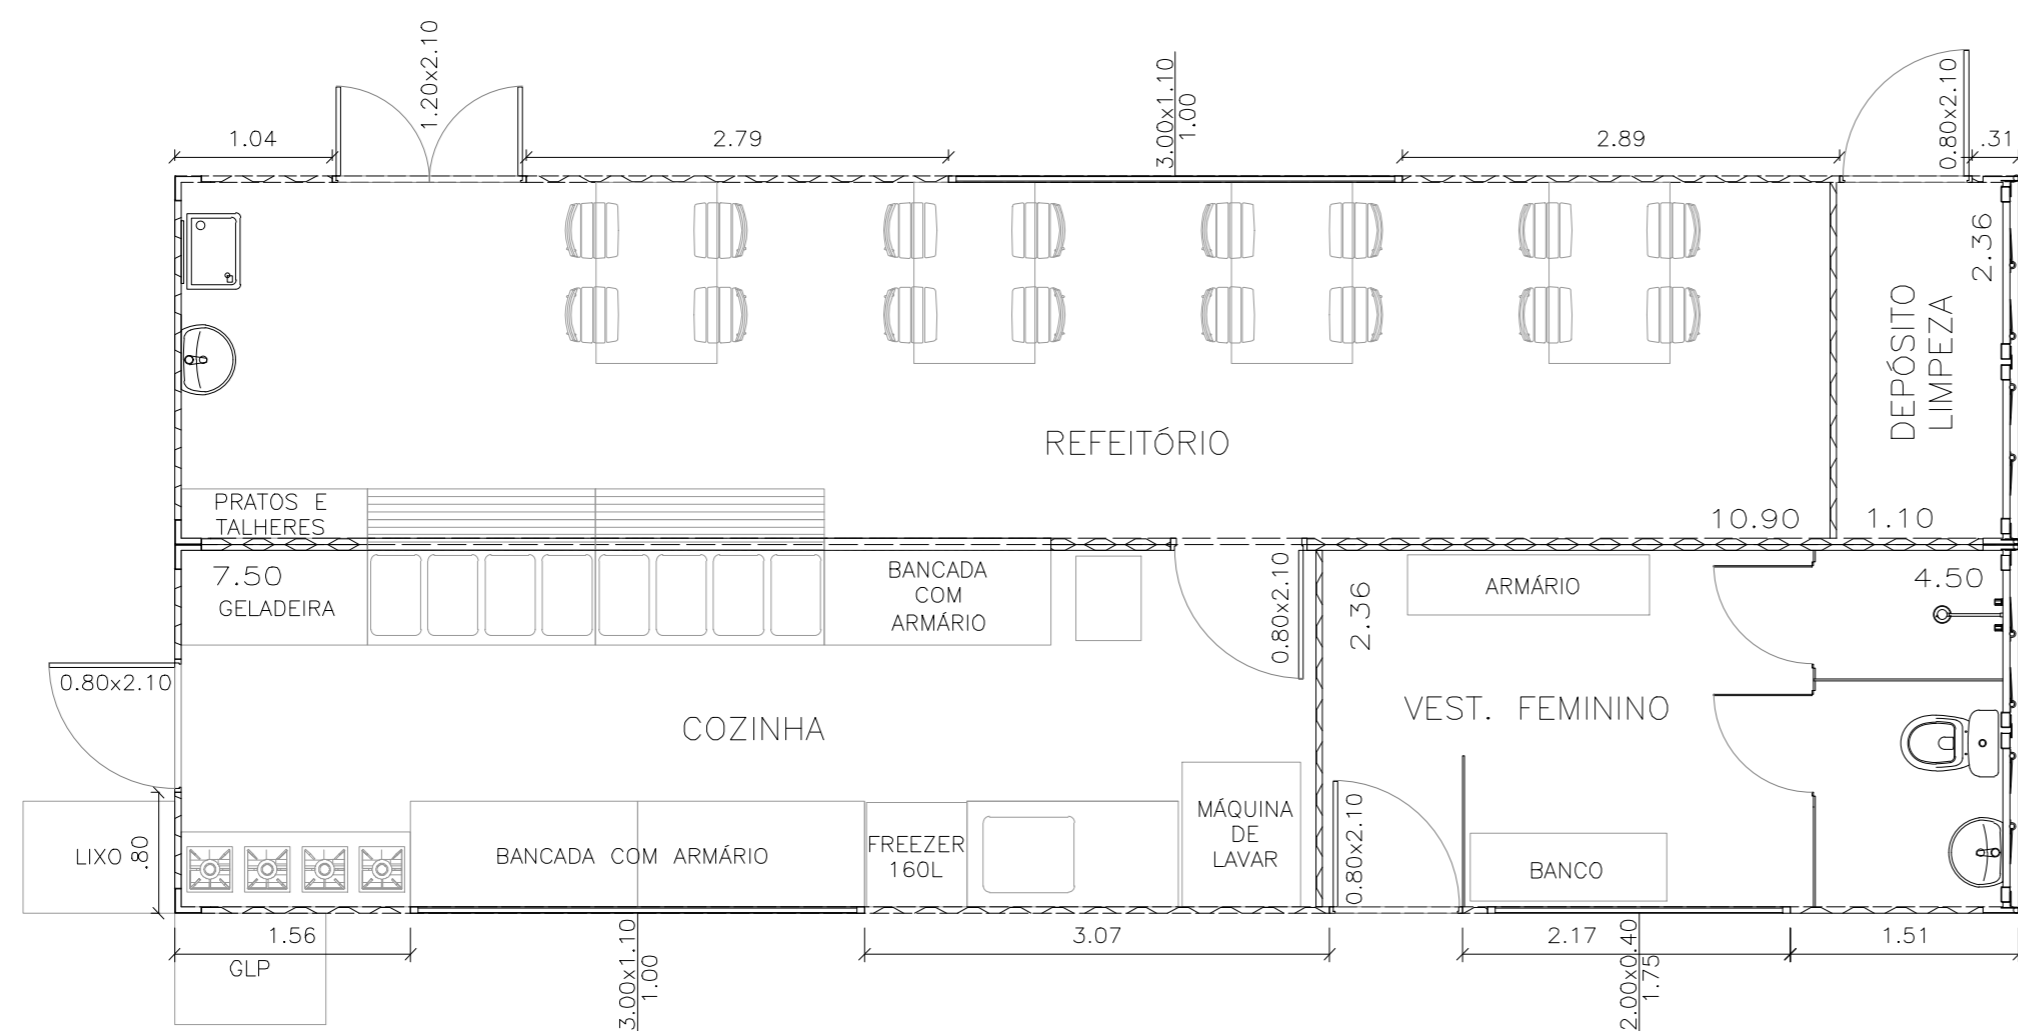 1.20x2.10
3.00x1.10
1.00
0.80x2.10
1.04
2.79
2.89
.31
2.36
DEPÓSITO
LIMPEZA
REFEITÓRIO
PRATOS E
TALHERES
10.90
1.10
7.50
GELADEIRA
BANCADA
COM
ARMÁRIO
0.80x2.10
2.36
ARMÁRIO
4.50
0.80x2.10
COZINHA
VEST. FEMININO
LIXO
.80
BANCADA COM ARMÁRIO
FREEZER
160L
MÁQUINA
DE
LAVAR
0.80x2.10
BANCO
1.56
3.07
2.17
1.51
GLP
3.00x1.10
1.00
2.00x0.40
1.75